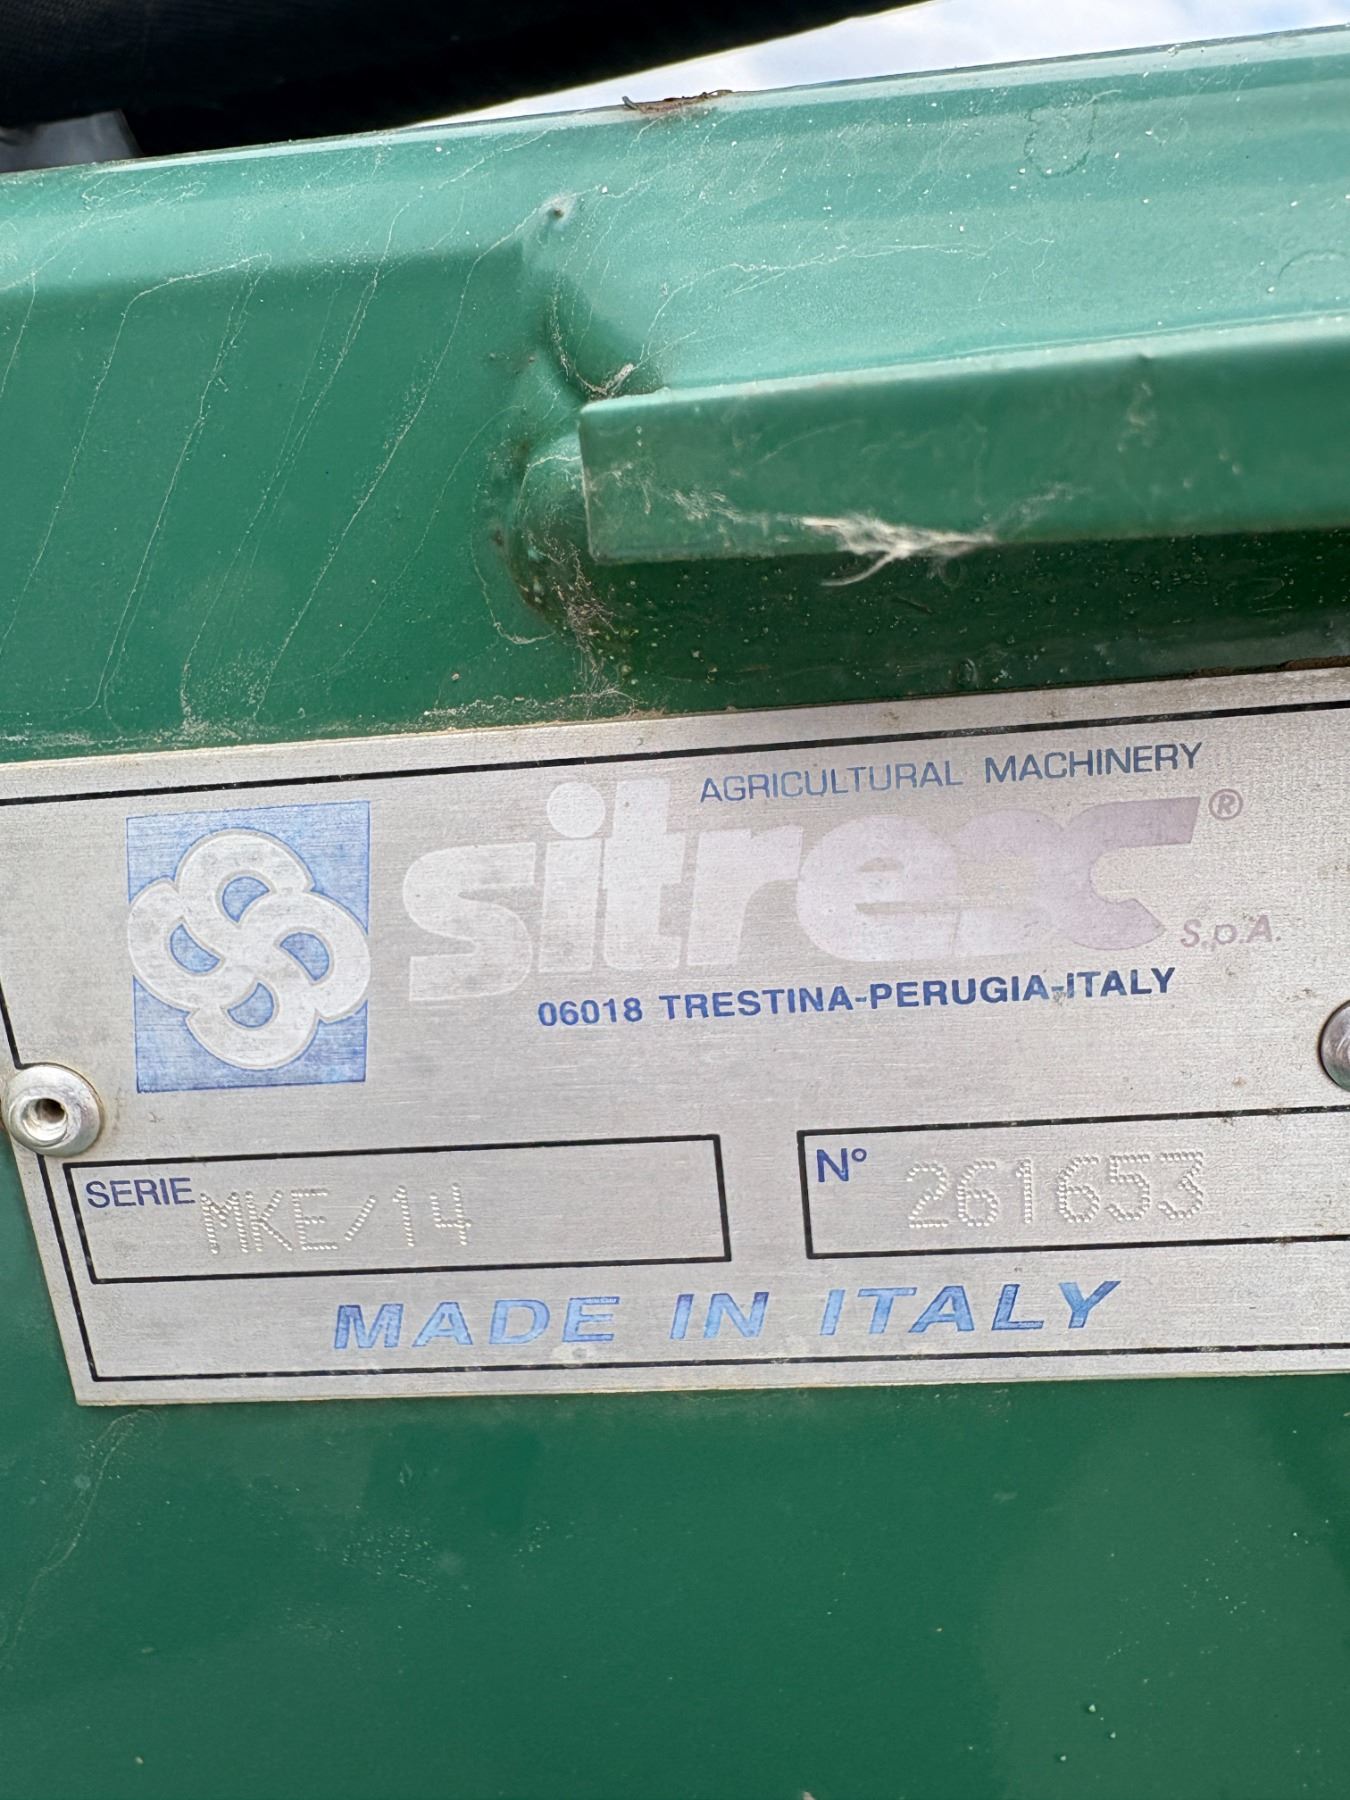 AGRICULTURAL MACHINERY
sitrex® S.p.A.
06018 TRESTINA-PERUGIA-ITALY
SERIE MKE/14
N° 261653
MADE IN ITALY